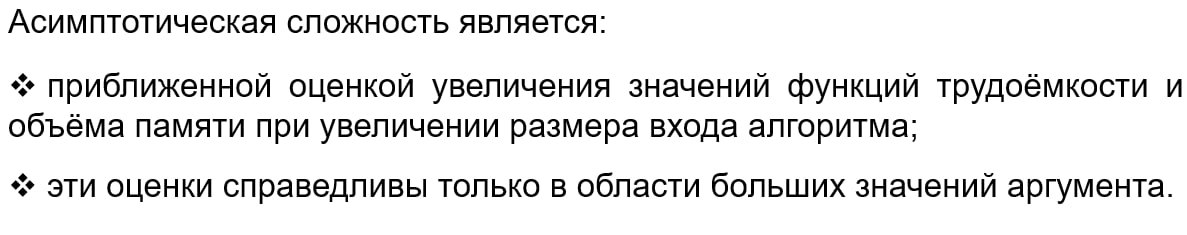 Асимптотическая сложность является:
❖ приближенной оценкой увеличения значений функций трудоёмкости и
объёма памяти при увеличении размера входа алгоритма;
❖ эти оценки справедливы только в области больших значений аргумента.